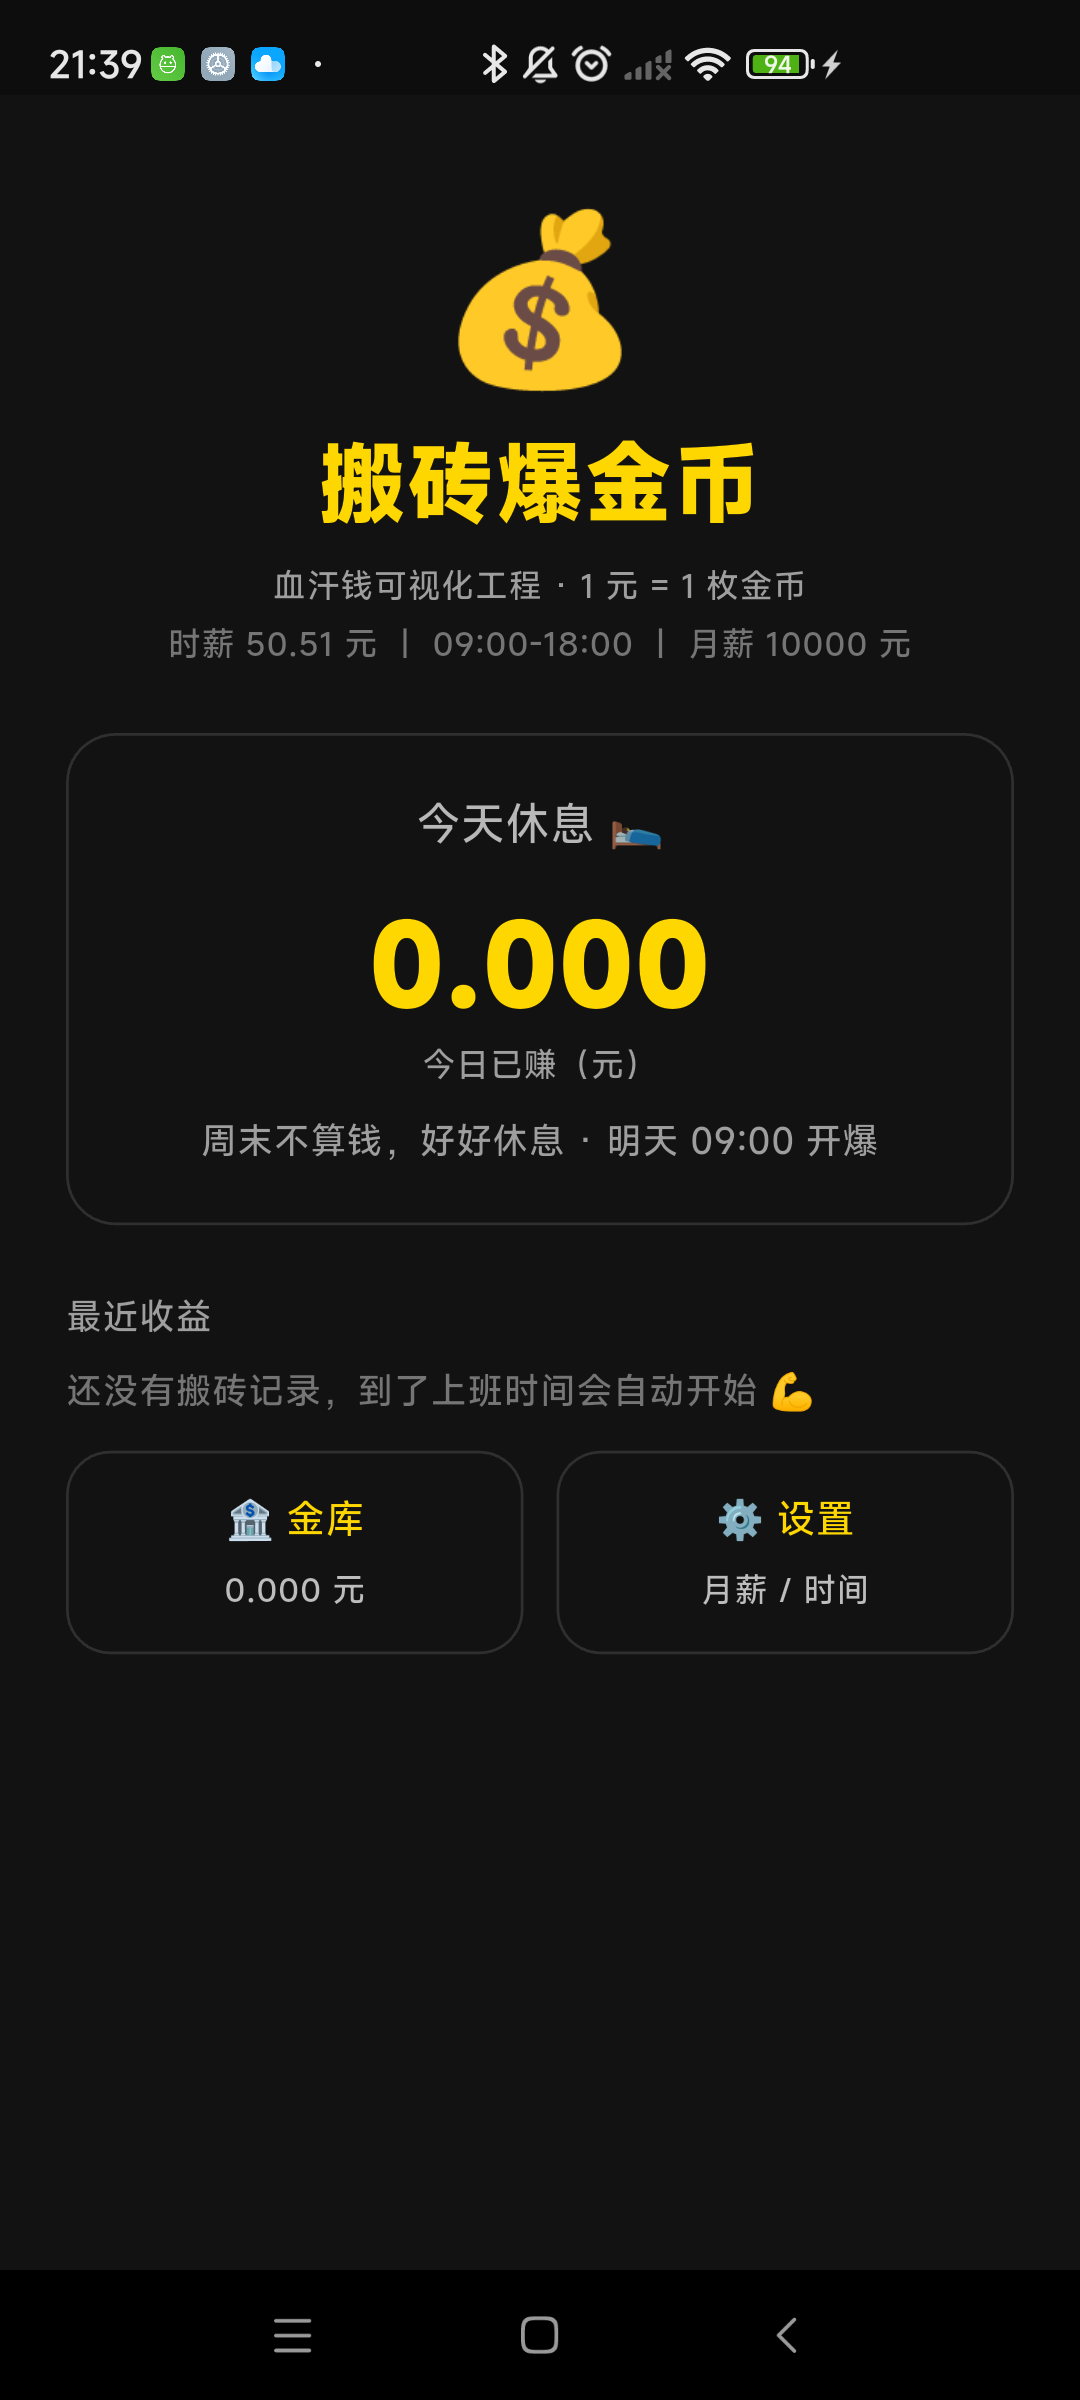 21:39
94
搬砖爆金币
血汗钱可视化工程 · 1 元 = 1 枚金币
时薪 50.51 元 | 09:00-18:00 | 月薪 10000 元
今天休息 🛌
0.000
今日已赚（元）
周末不算钱，好好休息 · 明天 09:00 开爆
最近收益
还没有搬砖记录，到了上班时间会自动开始 💪
🏦 金库
0.000 元
⚙️ 设置
月薪 / 时间